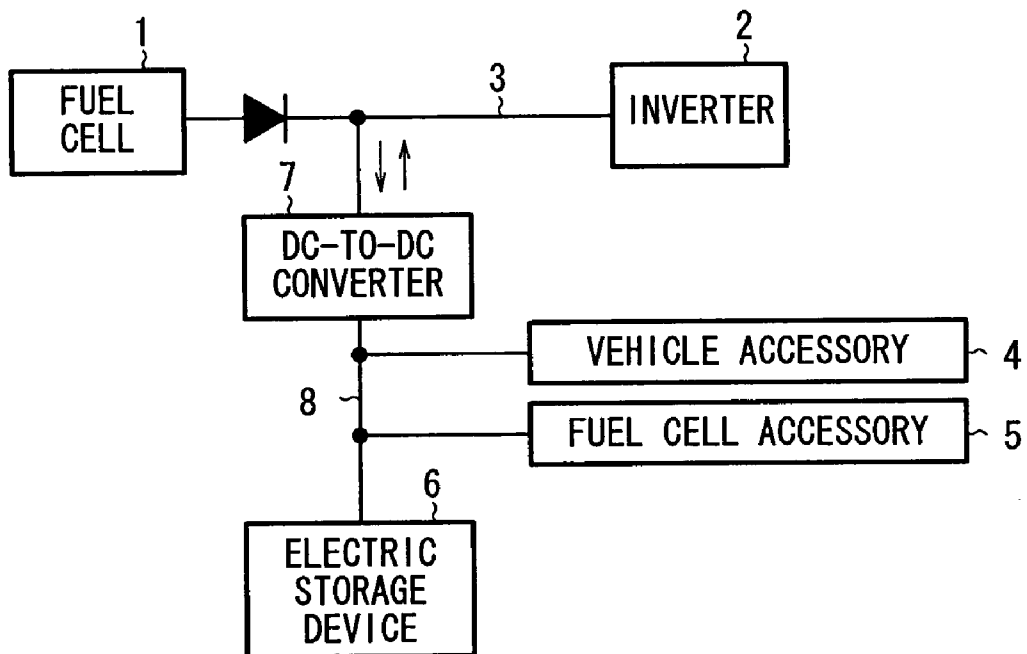 1
FUEL
CELL
2
INVERTER
3
7
DC-TO-DC
CONVERTER
VEHICLE ACCESSORY
4
8
FUEL CELL ACCESSORY
5
6
ELECTRIC
STORAGE
DEVICE